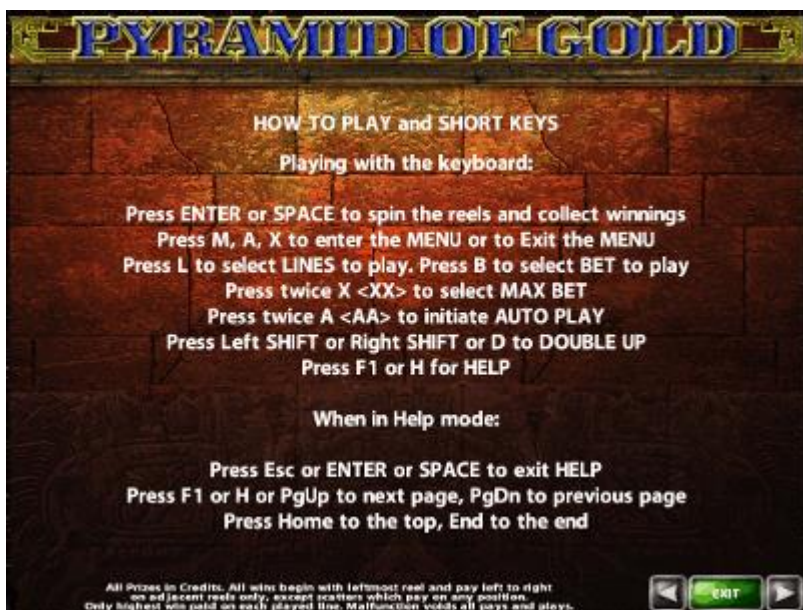 PYRAMID OF GOLD
HOW TO PLAY and SHORT KEYS
Playing with the keyboard:
Press ENTER or SPACE to spin the reels and collect winnings
Press M, A, X to enter the MENU or to Exit the MENU
Press L to select LINES to play. Press B to select BET to play
Press twice X <XX> to select MAX BET
Press twice A <AA> to initiate AUTO PLAY
Press Left SHIFT or Right SHIFT or D to DOUBLE UP
Press F1 or H for HELP
When in Help mode:
Press Esc or ENTER or SPACE to exit HELP
Press F1 or H or PgUp to next page, PgDn to previous page
Press Home to the top, End to the end
All Prizes in Credits. All wins begin with leftmost reel and pay left to right
on adjacent reels only, except scatters which pay on any position.
Only highest win paid on each played line. Malfunction voids all pays and plays.
EXIT